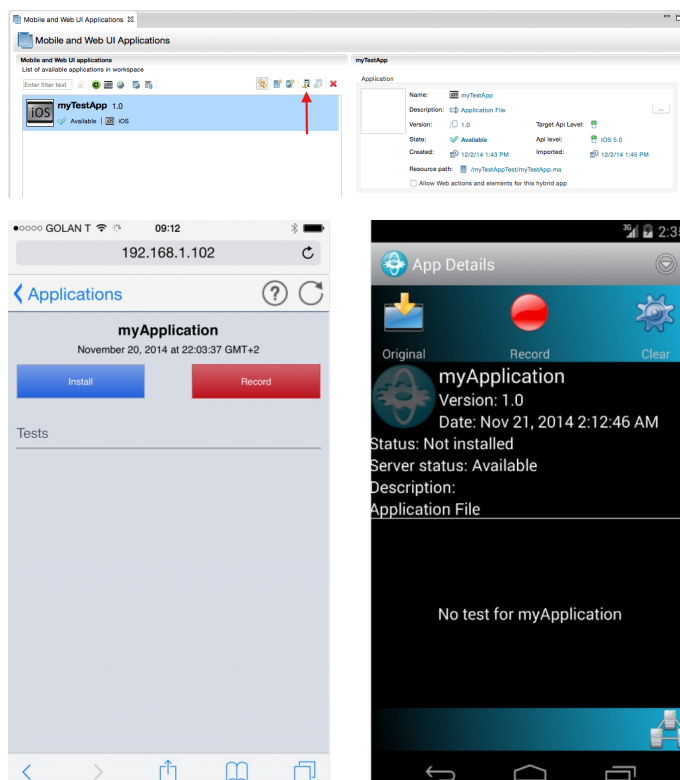 Mobile and Web UI Applications
Mobile and Web UI Applications
Mobile and Web UI applications
List of available applications in workspace
Enter filter text
iOS
myTestApp 1.0
Available | iOS iOS
myTestApp
Application
Name: iOS myTestApp
Description: Application File
...
Version: 1.0 Target Api Level:
State: Available Api level: iOS 5.0
Created: 12/2/14 1:43 PM Imported: 12/2/14 1:45 PM
Resource path: /myTestAppTest/myTestApp.ma
Allow Web actions and elements for this hybrid app
GOLAN T 09:12
192.168.1.102
Applications ?
myApplication
November 20, 2014 at 22:03:37 GMT+2
Install Record
Tests
3G 2:35
App Details
Original Record Clear
myApplication
Version: 1.0
Date: Nov 21, 2014 2:12:46 AM
Status: Not installed
Server status: Available
Description:
Application File
No test for myApplication